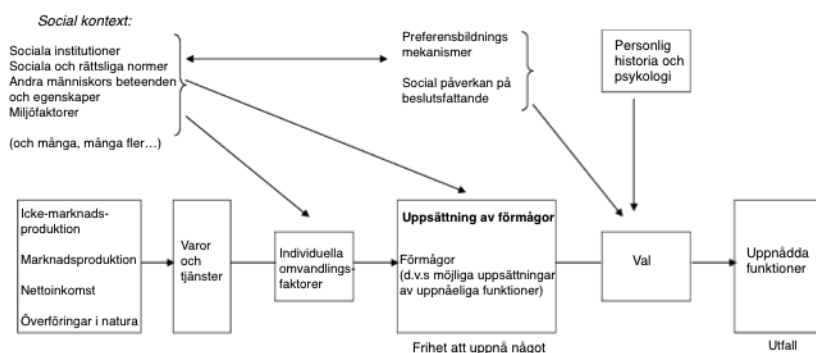 Social kontext:
Sociala institutioner
Sociala och rättsliga normer
Andra människors beteenden
och egenskaper
Miljöfaktorer
(och många, många fler…)
Preferensbildnings
mekanismer
Social påverkan på
beslutsfattande
Personlig
historia och
psykologi
Icke-marknads-
produktion
Marknadsproduktion
Nettoinkomst
Överföringar i natura
Varor
och
tjänster
Individuella
omvandlings-
faktorer
Uppsättning av förmågor
Förmågor
(d.v.s möjliga uppsättningar
av uppnåeliga funktioner)
Frihet att uppnå något
Val
Uppnådda
funktioner
Utfall